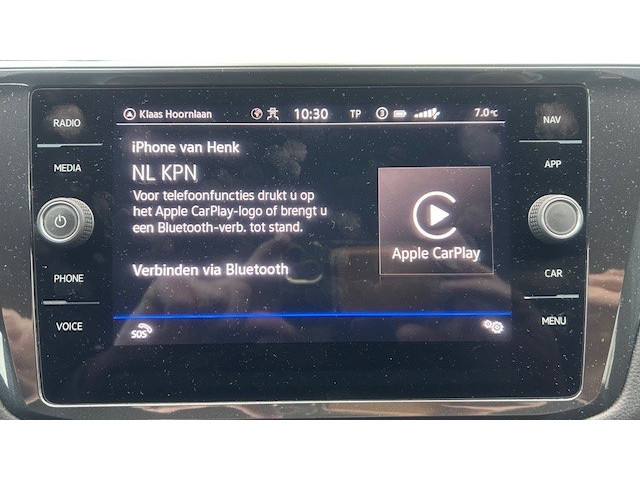 RADIO
MEDIA
PHONE
VOICE
Klaas Hoornlaan
10:30
TP
3
7.0°C
iPhone van Henk
NL KPN
Voor telefoonfuncties drukt u op
het Apple CarPlay-logo of brengt u
een Bluetooth-verb. tot stand.
Verbinden via Bluetooth
Apple CarPlay
SOS
NAV
APP
CAR
MENU